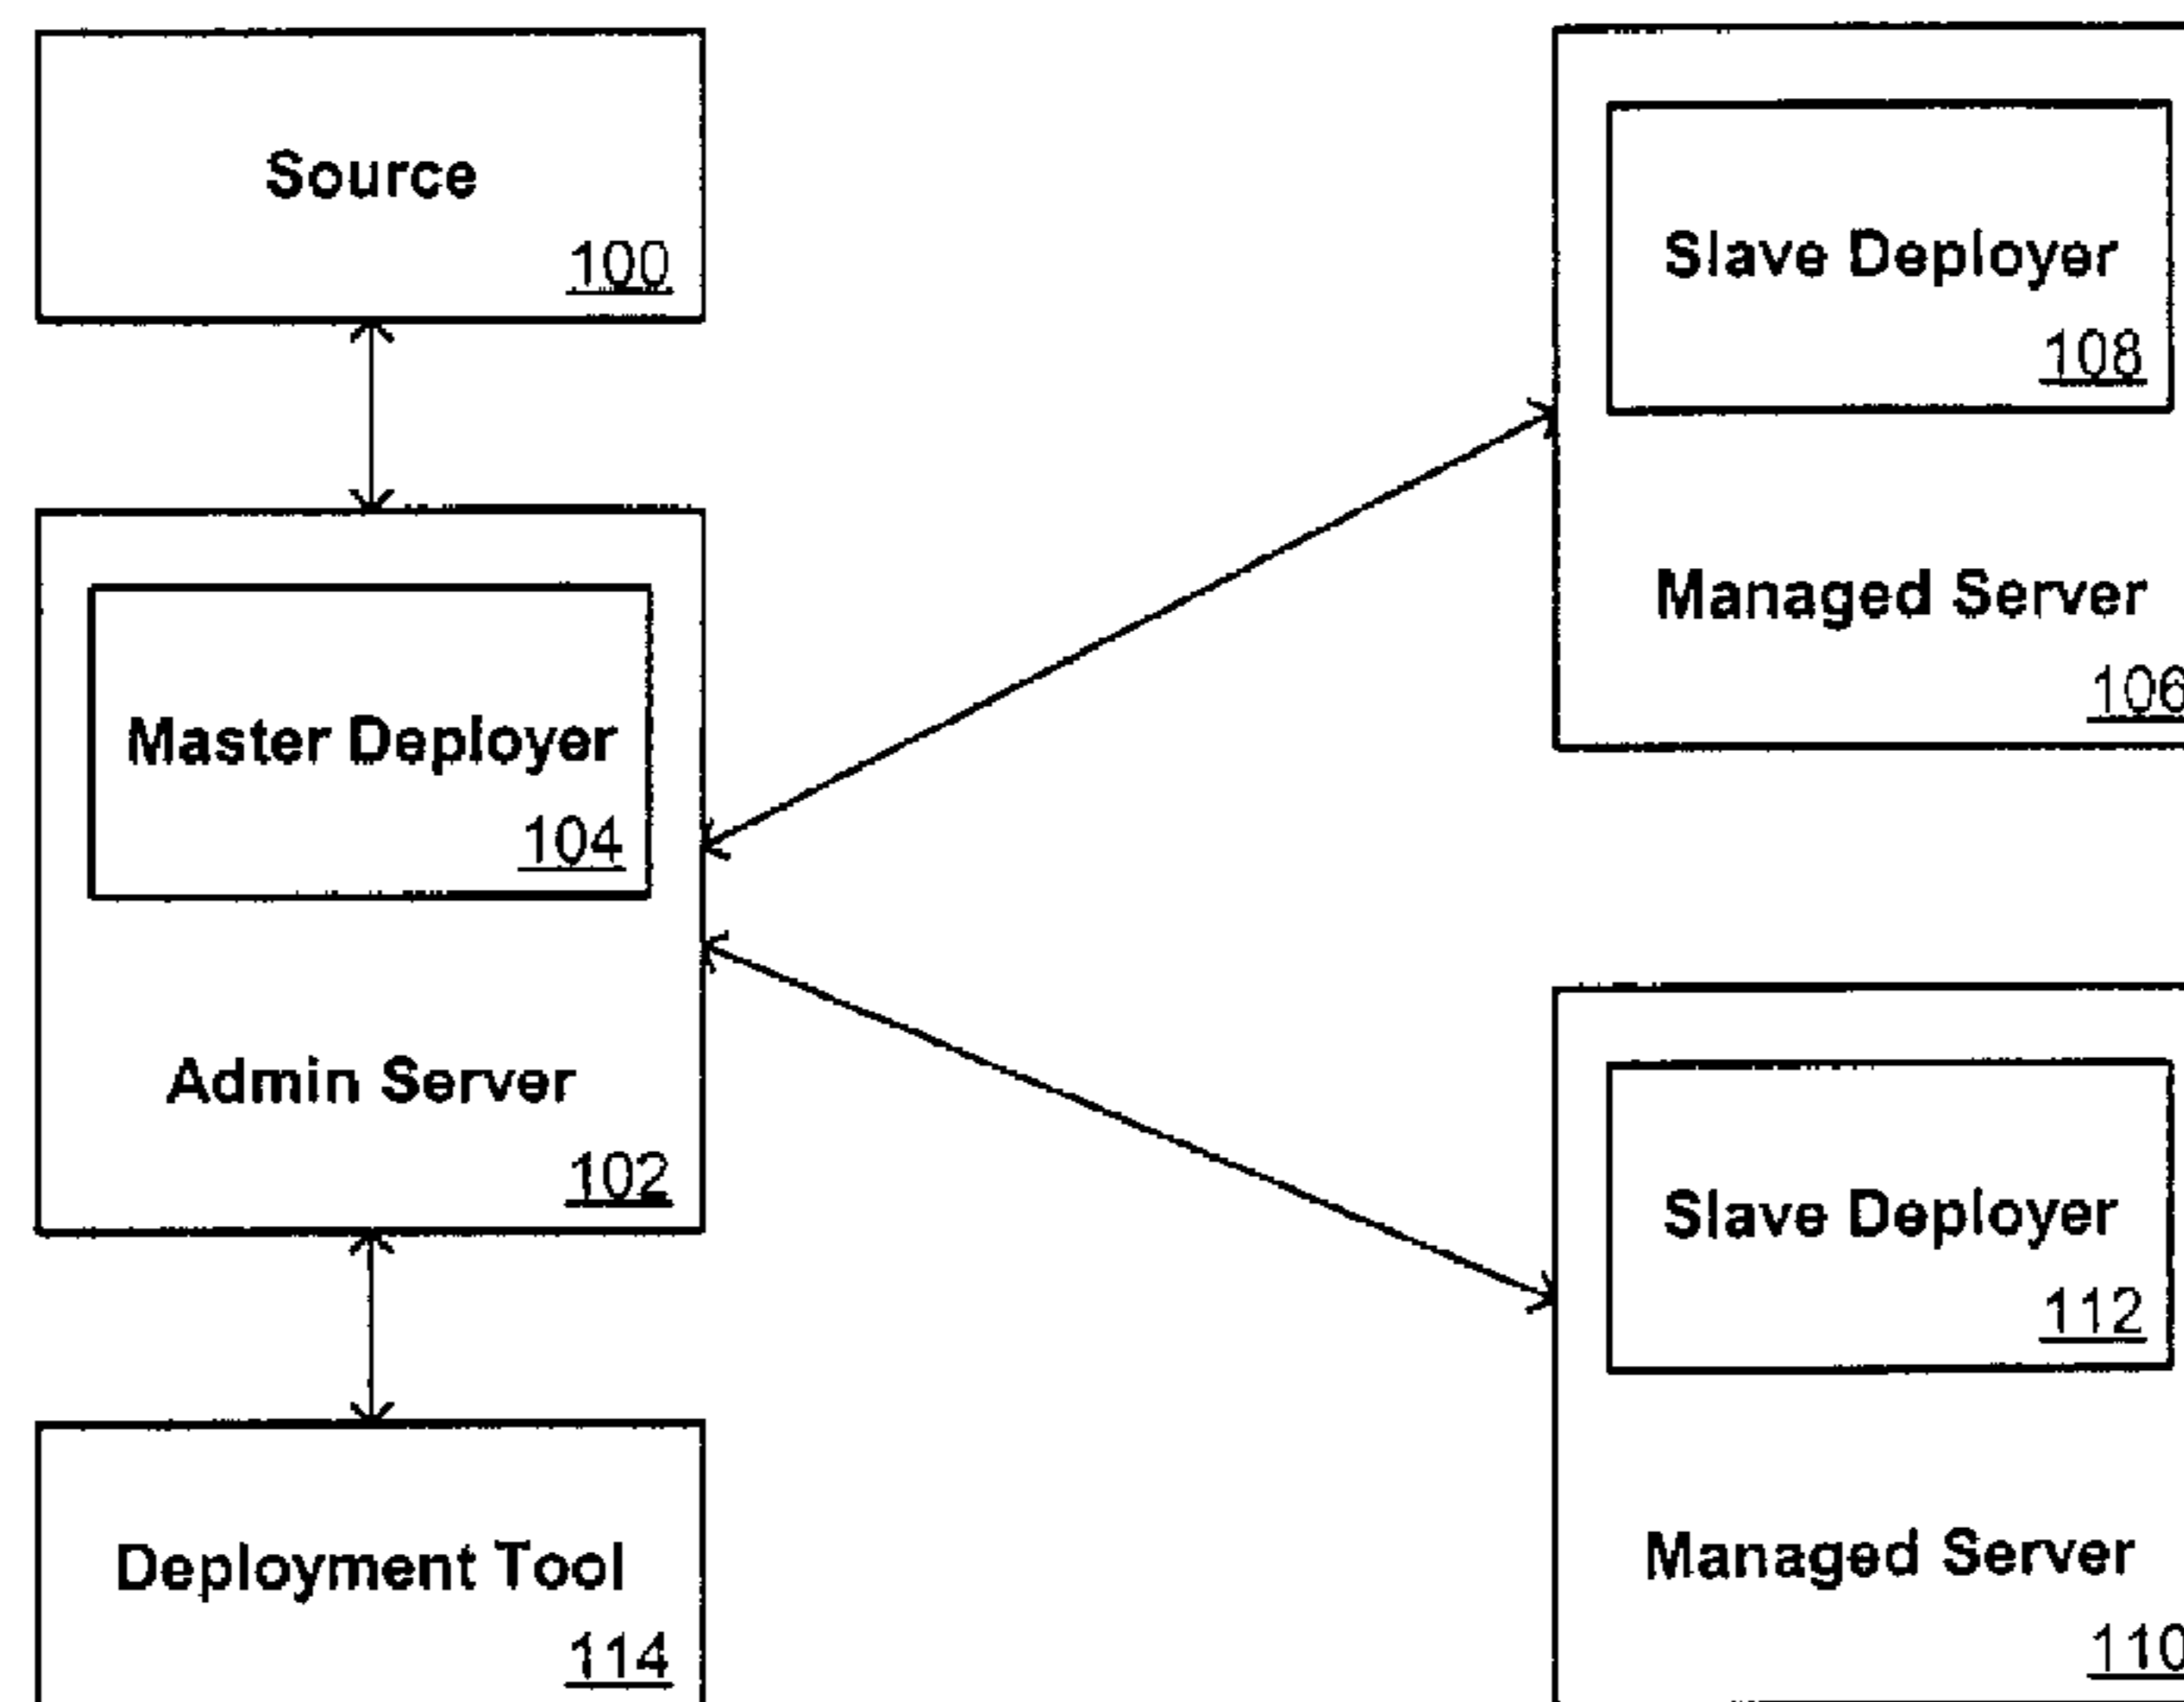 Source
100
Master Deployer
104
Admin Server
102
Deployment Tool
114
Slave Deployer
108
Managed Server
106
Slave Deployer
112
Managed Server
110